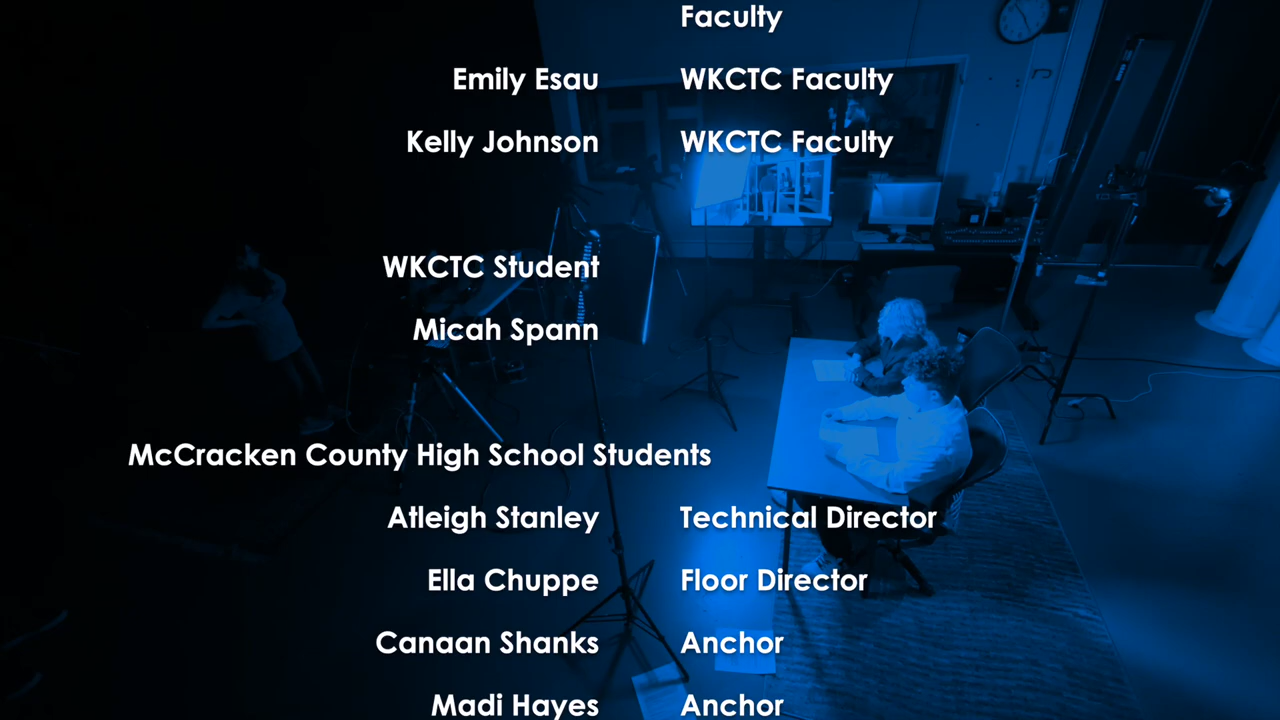 Faculty
Emily Esau WKCTC Faculty
Kelly Johnson WKCTC Faculty
WKCTC Student
Micah Spann
McCracken County High School Students
Atleigh Stanley Technical Director
Ella Chuppe Floor Director
Canaan Shanks Anchor
Madi Hayes Anchor